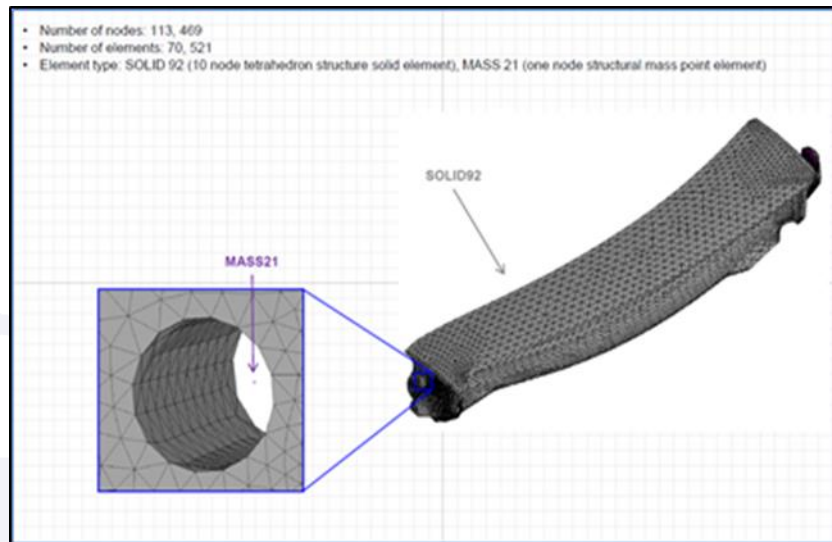 • Number of nodes: 113, 469
• Number of elements: 70, 521
• Element type: SOLID 92 (10 node tetrahedron structure solid element), MASS 21 (one node structural mass point element)
SOLID92
MASS21